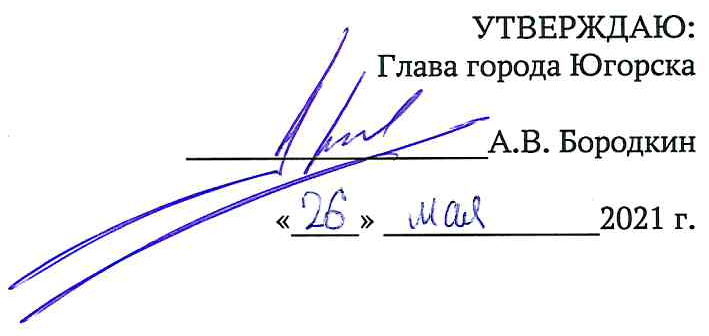 УТВЕРЖДАЮ:
Глава города Югорска
А.В. Бородкин
«26» мая 2021 г.